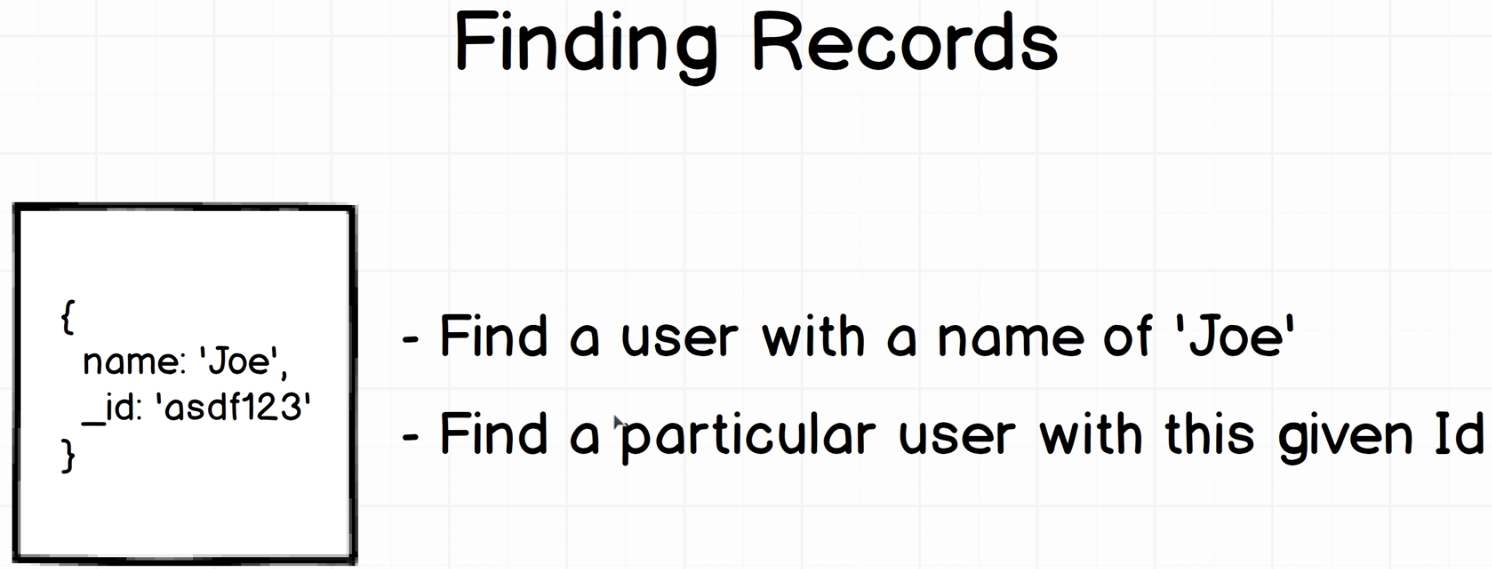 Finding Records
{
name: 'Joe',
_id: 'asdf123'
}
- Find a user with a name of 'Joe'
- Find a particular user with this given Id